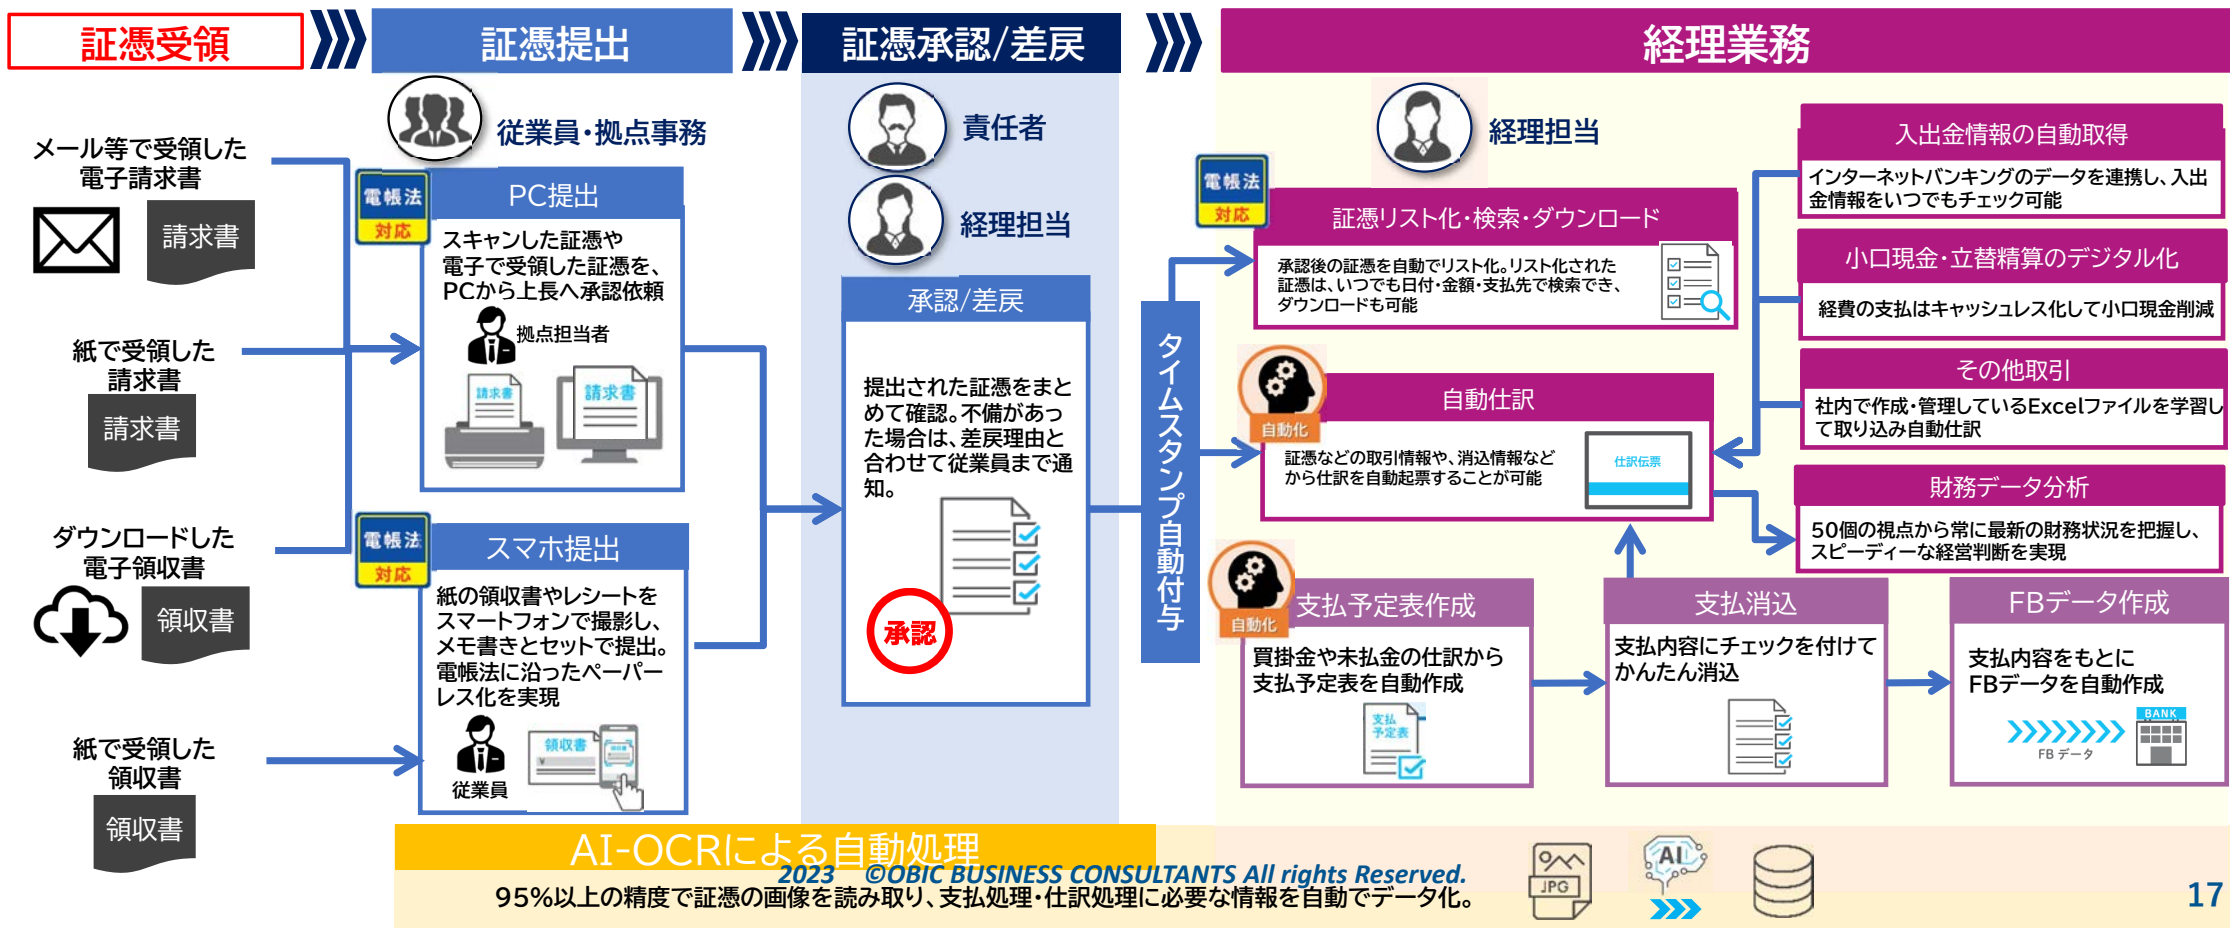 証憑受領
証憑提出
証憑承認/差戻
経理業務
メール等で受領した
電子請求書
請求書
紙で受領した
請求書
請求書
ダウンロードした
電子領収書
領収書
紙で受領した
領収書
領収書
従業員・拠点事務
電帳法
対応
PC提出
スキャンした証憑や
電子で受領した証憑を、
PCから上長へ承認依頼
拠点担当者
請求書
請求書
電帳法
対応
スマホ提出
紙の領収書やレシートを
スマートフォンで撮影し、
メモ書きとセットで提出。
電帳法に沿ったペーパー
レス化を実現
従業員
領収書
¥
責任者
経理担当
承認/差戻
提出された証憑をまと
めて確認。不備があっ
た場合は、差戻理由と
合わせて従業員まで通
知。
承認
タイムスタンプ自動付与
経理担当
電帳法
対応
証憑リスト化・検索・ダウンロード
承認後の証憑を自動でリスト化。リスト化された
証憑は、いつでも日付・金額・支払先で検索でき、
ダウンロードも可能
自動化
自動仕訳
証憑などの取引情報や、消込情報など
から仕訳を自動起票することが可能
仕訳伝票
自動化
支払予定表作成
買掛金や未払金の仕訳から
支払予定表を自動作成
支払
予定表
支払消込
支払内容にチェックを付けて
かんたん消込
FBデータ作成
支払内容をもとに
FBデータを自動作成
FBデータ
BANK
入出金情報の自動取得
インターネットバンキングのデータを連携し、入出
金情報をいつでもチェック可能
小口現金・立替精算のデジタル化
経費の支払はキャッシュレス化して小口現金削減
その他取引
社内で作成・管理しているExcelファイルを学習し
て取り込み自動仕訳
財務データ分析
50個の視点から常に最新の財務状況を把握し、
スピーディーな経営判断を実現
AI-OCRによる自動処理
2023 ©OBIC BUSINESS CONSULTANTS All rights Reserved.
95%以上の精度で証憑の画像を読み取り、支払処理・仕訳処理に必要な情報を自動でデータ化。
JPG
AI
17